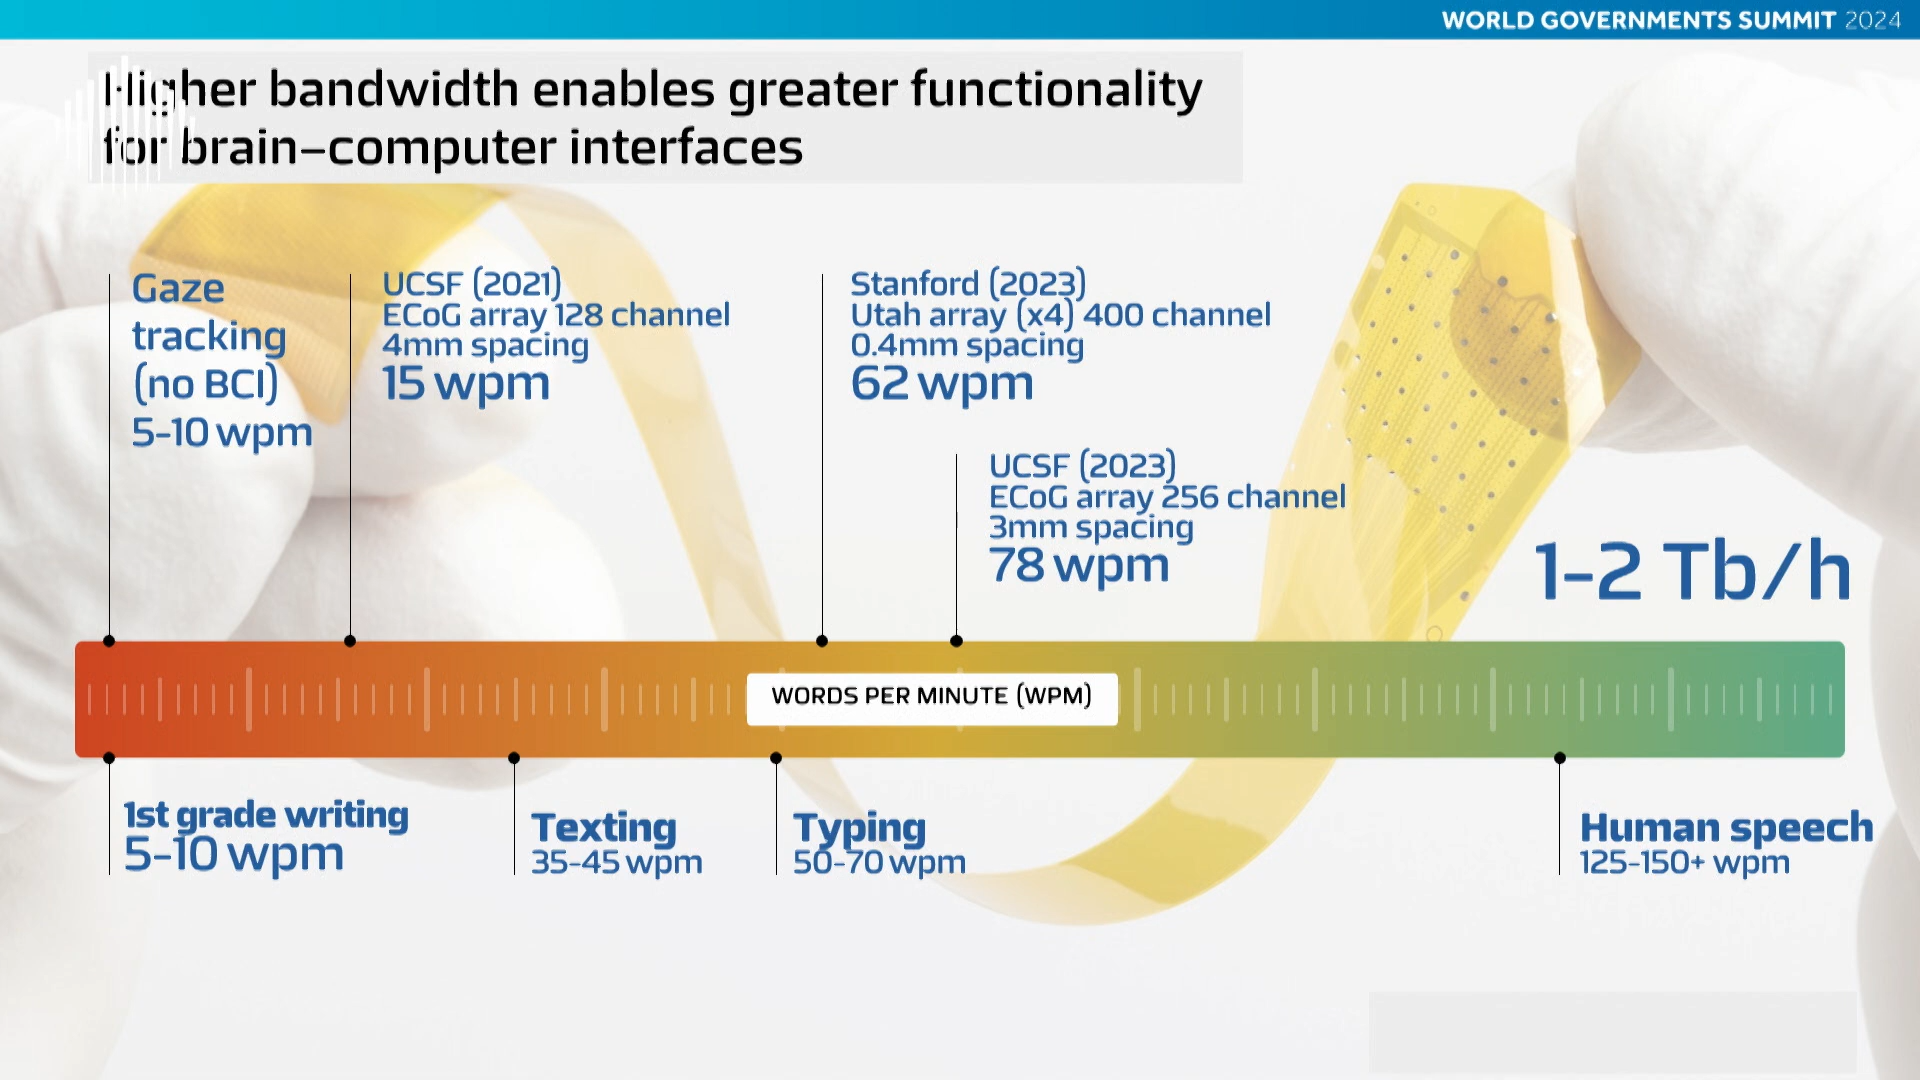 WORLD GOVERNMENTS SUMMIT 2024
Higher bandwidth enables greater functionality
for brain–computer interfaces
Gaze
tracking
(no BCI)
5-10 wpm
UCSF (2021)
ECoG array 128 channel
4mm spacing
15 wpm
Stanford (2023)
Utah array (x4) 400 channel
0.4mm spacing
62 wpm
UCSF (2023)
ECoG array 256 channel
3mm spacing
78 wpm
1-2 Tb/h
WORDS PER MINUTE (WPM)
1st grade writing
5-10 wpm
Texting
35-45 wpm
Typing
50-70 wpm
Human speech
125-150+ wpm